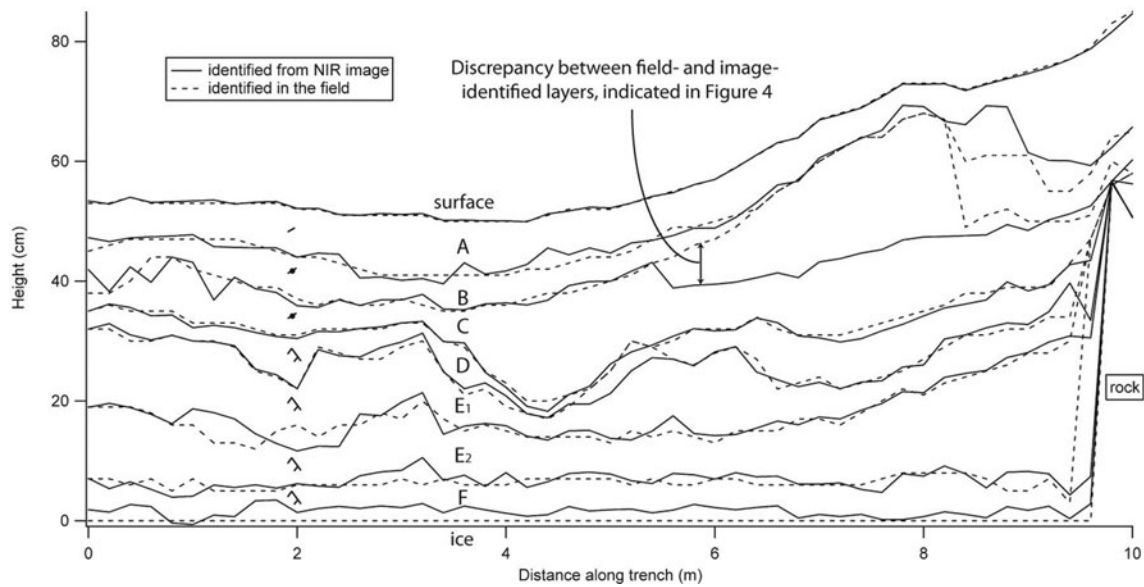 80
60
40
20
0
Height (cm)
identified from NIR image
identified in the field
Discrepancy between field- and image-
identified layers, indicated in Figure 4
surface
A
B
C
D
E1
E2
F
ice
rock
0
2
4
6
8
10
Distance along trench (m)